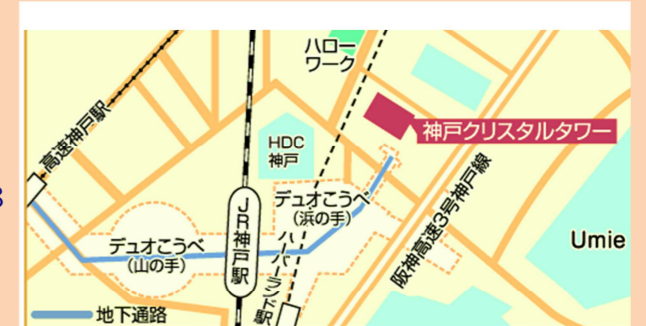 ハロー
ワーク
神戸クリスタルタワー
高速神戸駅
HDC
神戸
デュオこうべ
(浜の手)
阪神高速3号神戸線
JR神戸駅
デュオこうべ
(山の手)
ハーバーランド駅
Umie
地下通路